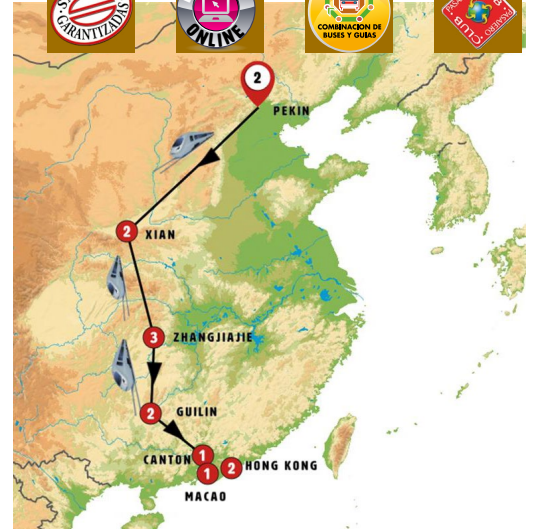 GARANTIZADAS
ONLINE
COMBINACION DE
BUSES Y GUIAS
CLUB
PASAJERO
2
PEKIN
2
XIAN
3
ZHANGJIAJIE
2
GUILIN
CANTON
1
1
2
HONG KONG
MACAO